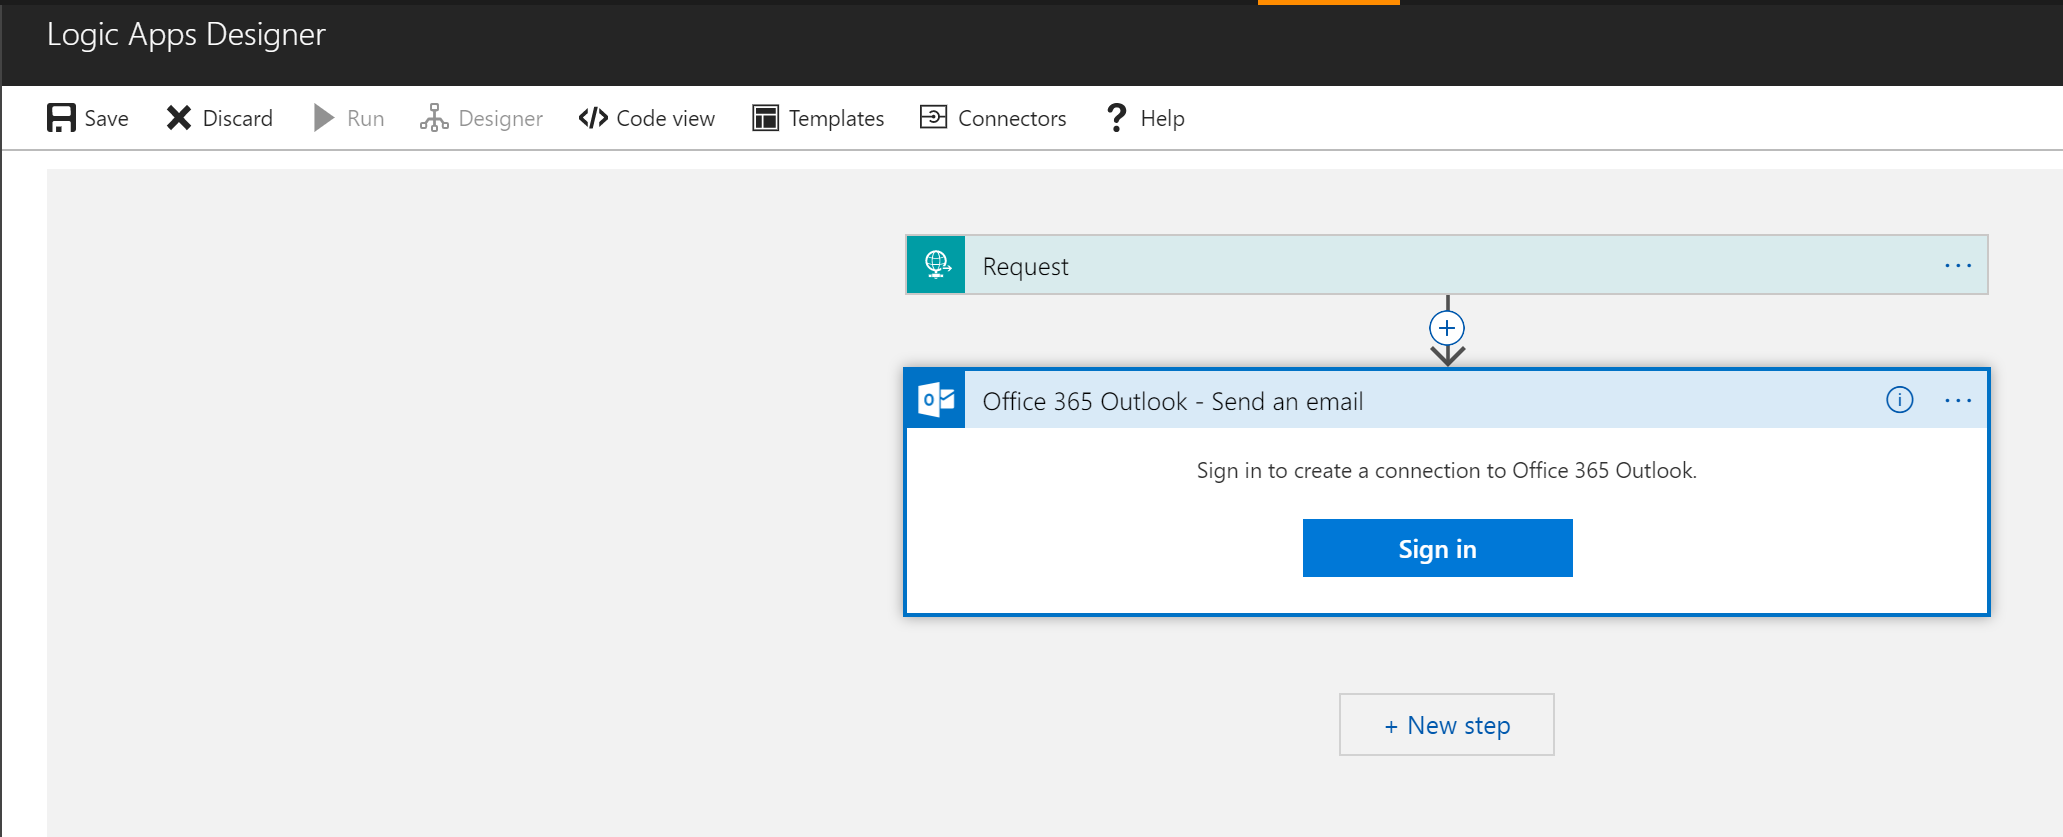 Logic Apps Designer
Save Discard Run Designer Code view Templates Connectors Help
Request
Office 365 Outlook - Send an email
Sign in to create a connection to Office 365 Outlook.
Sign in
+ New step